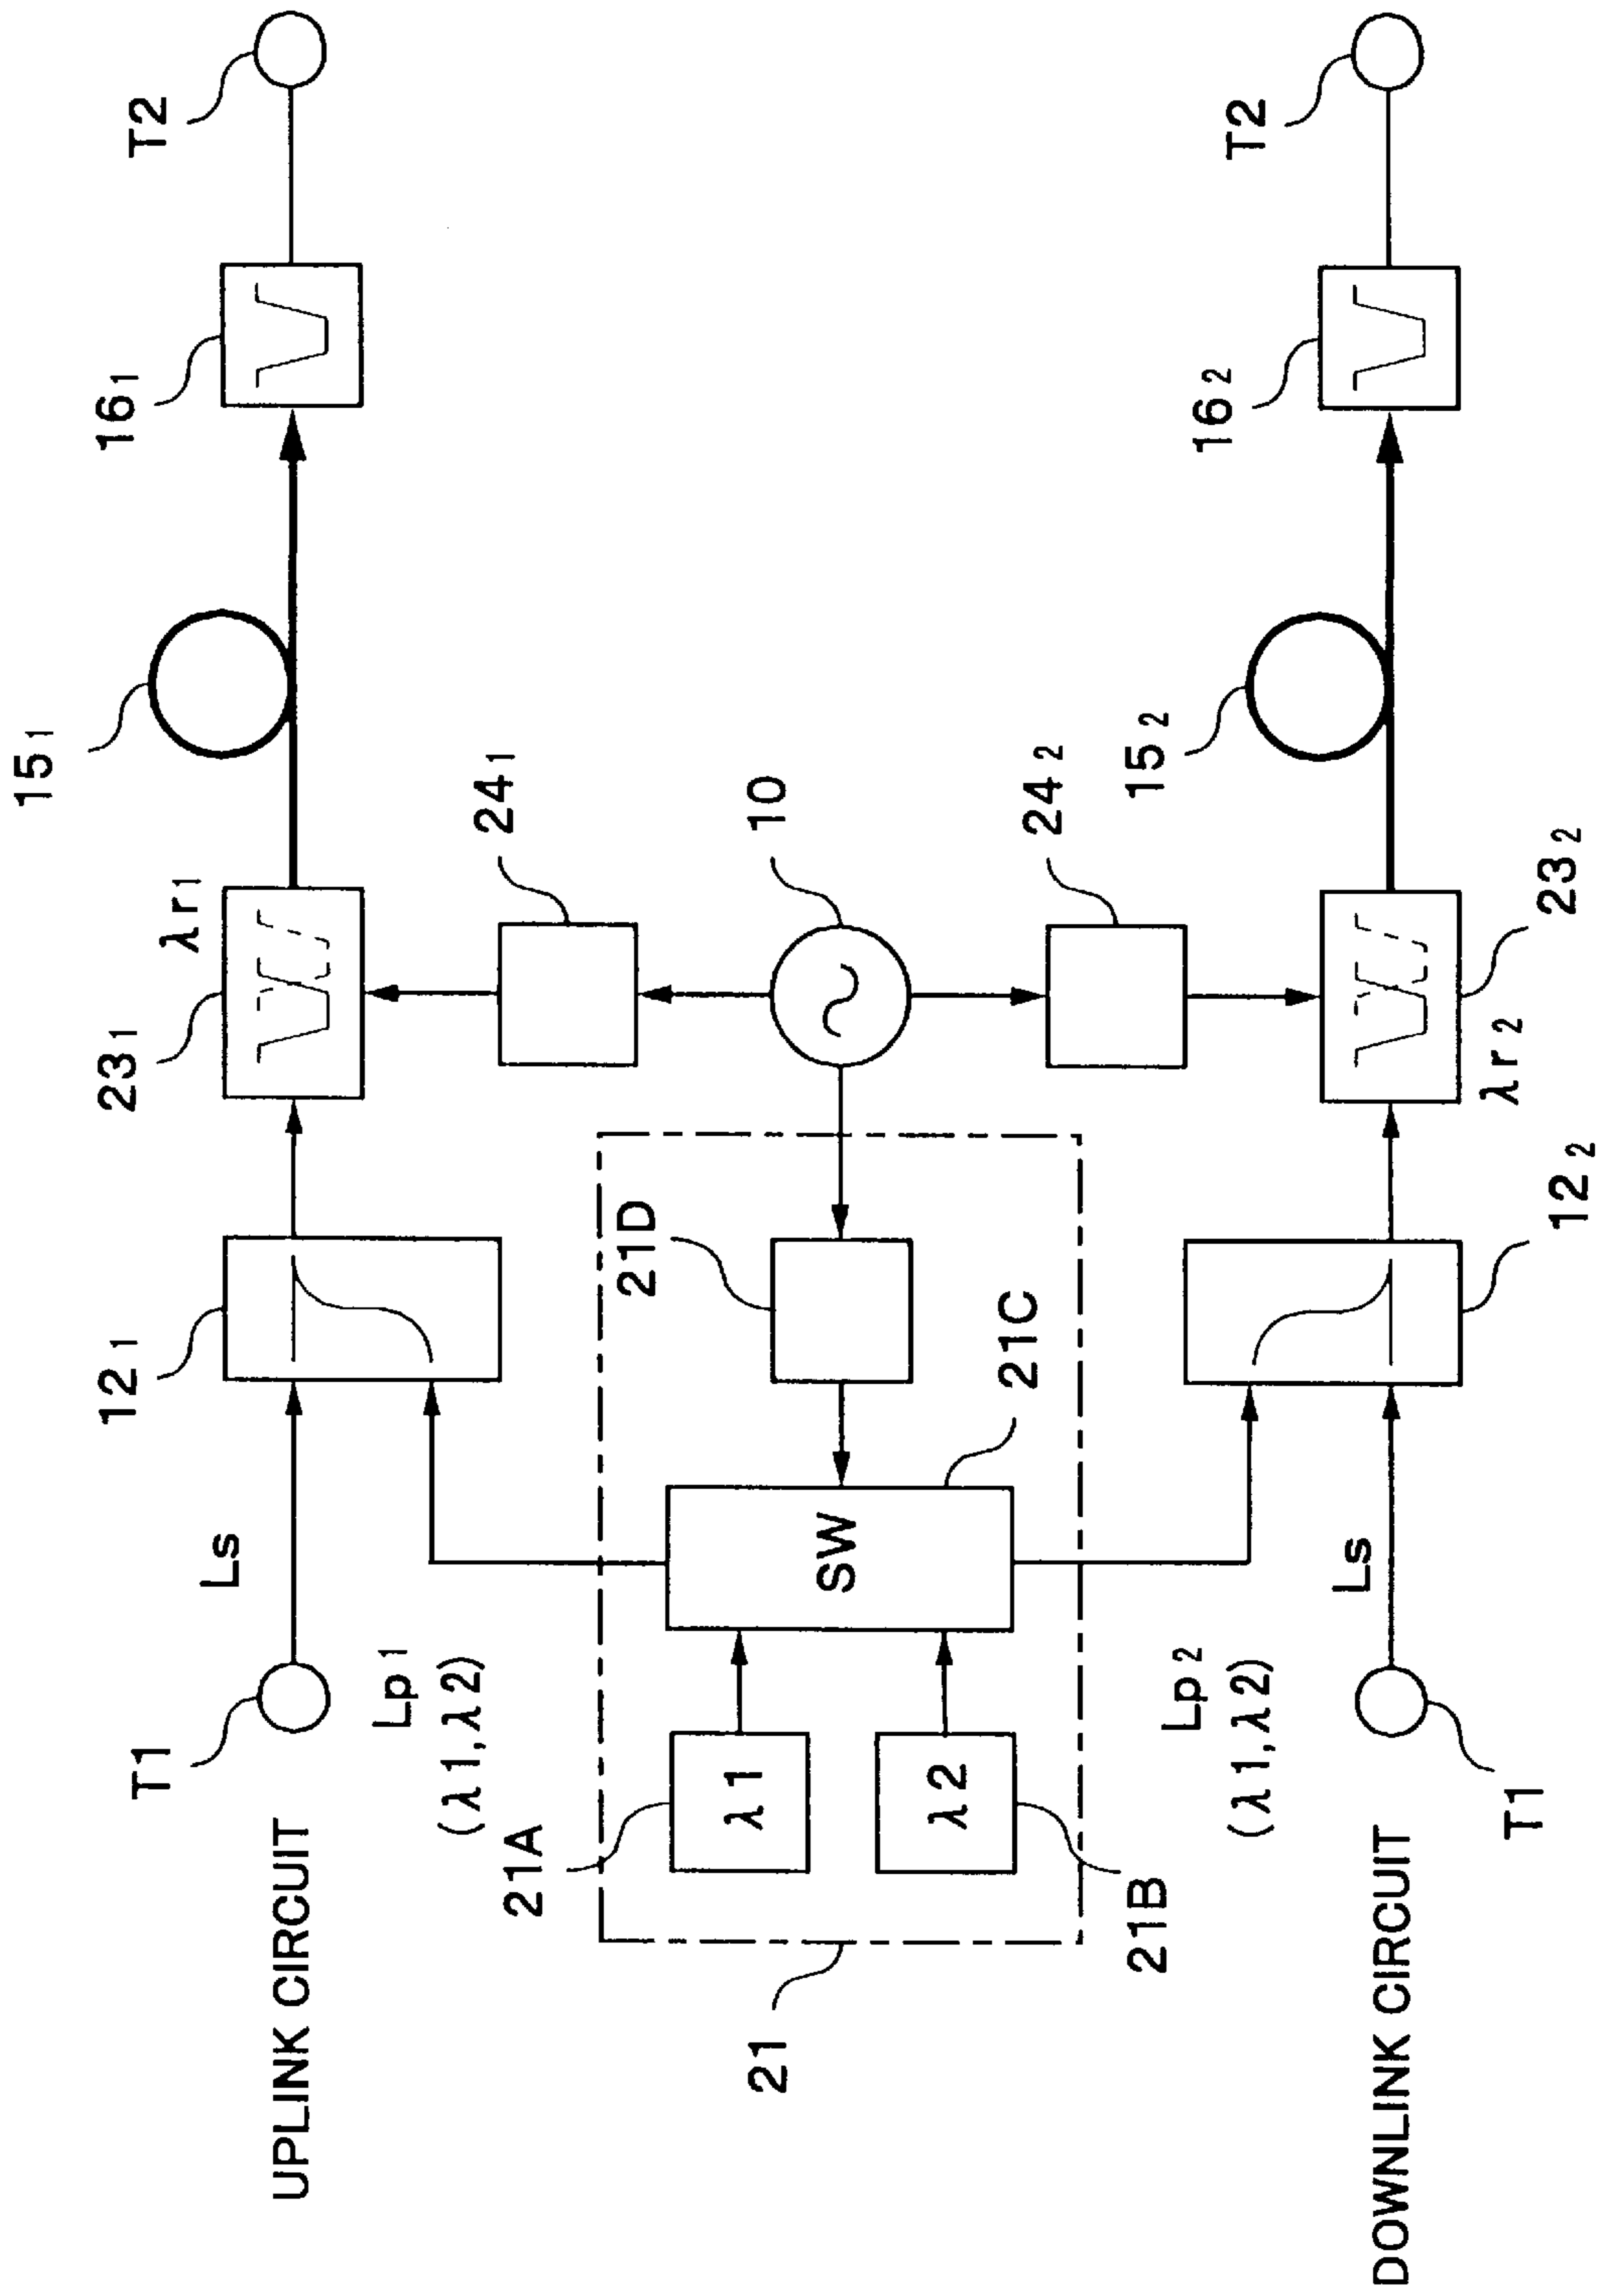 UPLINK CIRCUIT
T1
Ls
12₁
23₁
λr1
15₁
16₁
T2
Lp1
(λ1,λ2)
24₁
21
21A
λ1
21B
λ2
SW
21C
21D
10
24₂
Lp2
(λ1,λ2)
DOWNLINK CIRCUIT
T1
Ls
12₂
23₂
λr2
15₂
16₂
T2